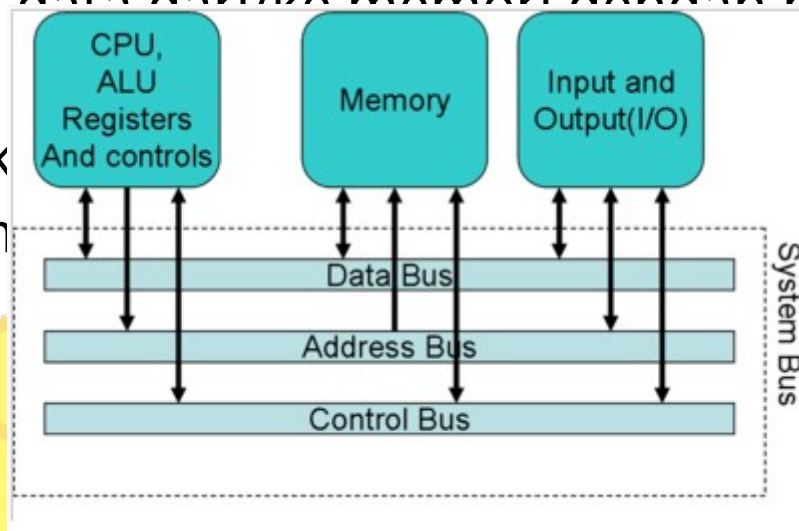 CPU,
ALU
Registers
And controls
Memory
Input and
Output(I/O)
Data Bus
Address Bus
Control Bus
System Bus